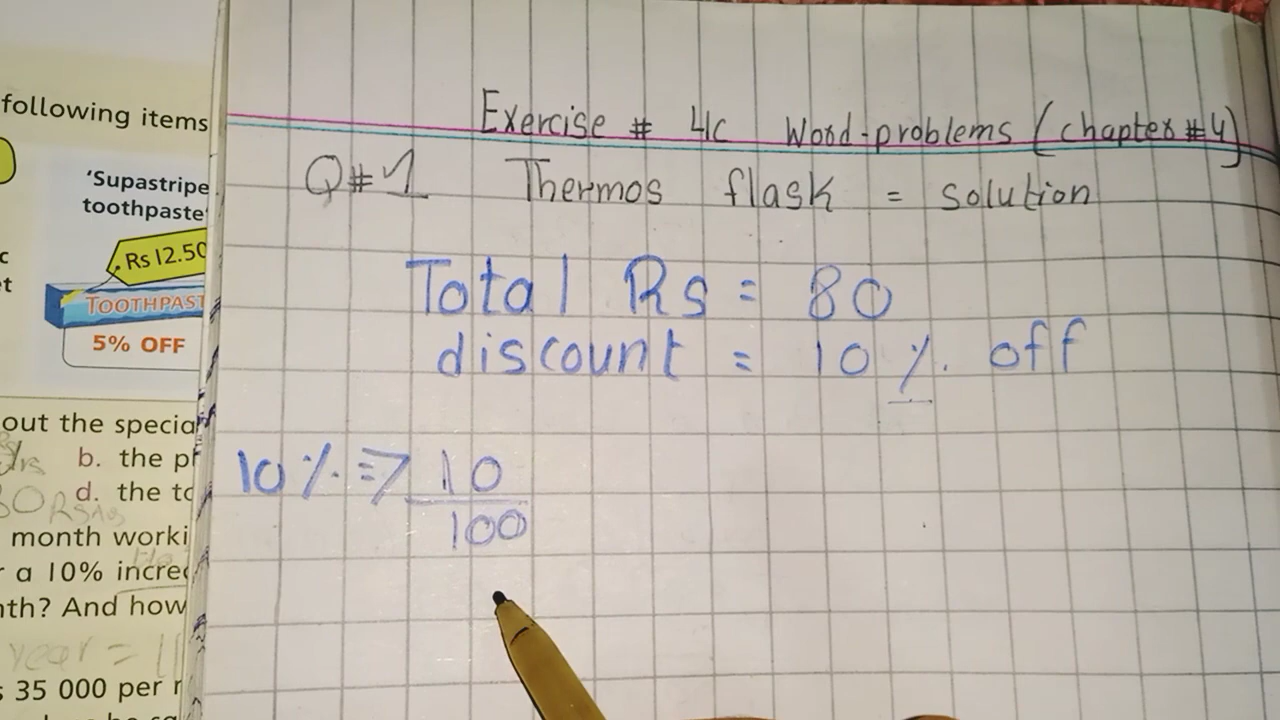 following items
'Supastripe
toothpaste'
Rs 12.50
TOOTHPAST
5% OFF
out the specia
b. the
d. the
month worki
a 10%
nth? And how
year =
35 000 per
Exercise # 4c Word-problems (chapter #4)
Q#1 Thermos flask = solution
Total Rs = 80
discount = 10 % off
10 % => 10
100